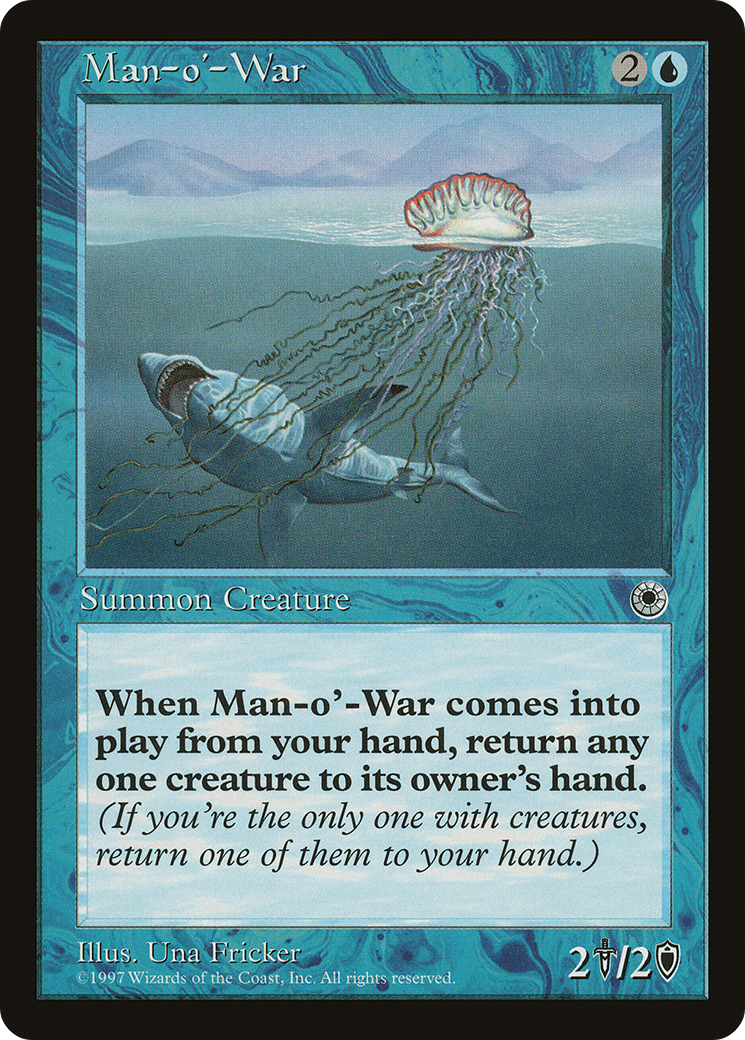 Man-o'-War 2
Summon Creature
When Man-o’-War comes into
play from your hand, return any
one creature to its owner’s hand.
(If you’re the only one with creatures,
return one of them to your hand.)
Illus. Una Fricker
©1997 Wizards of the Coast, Inc. All rights reserved.
2/2